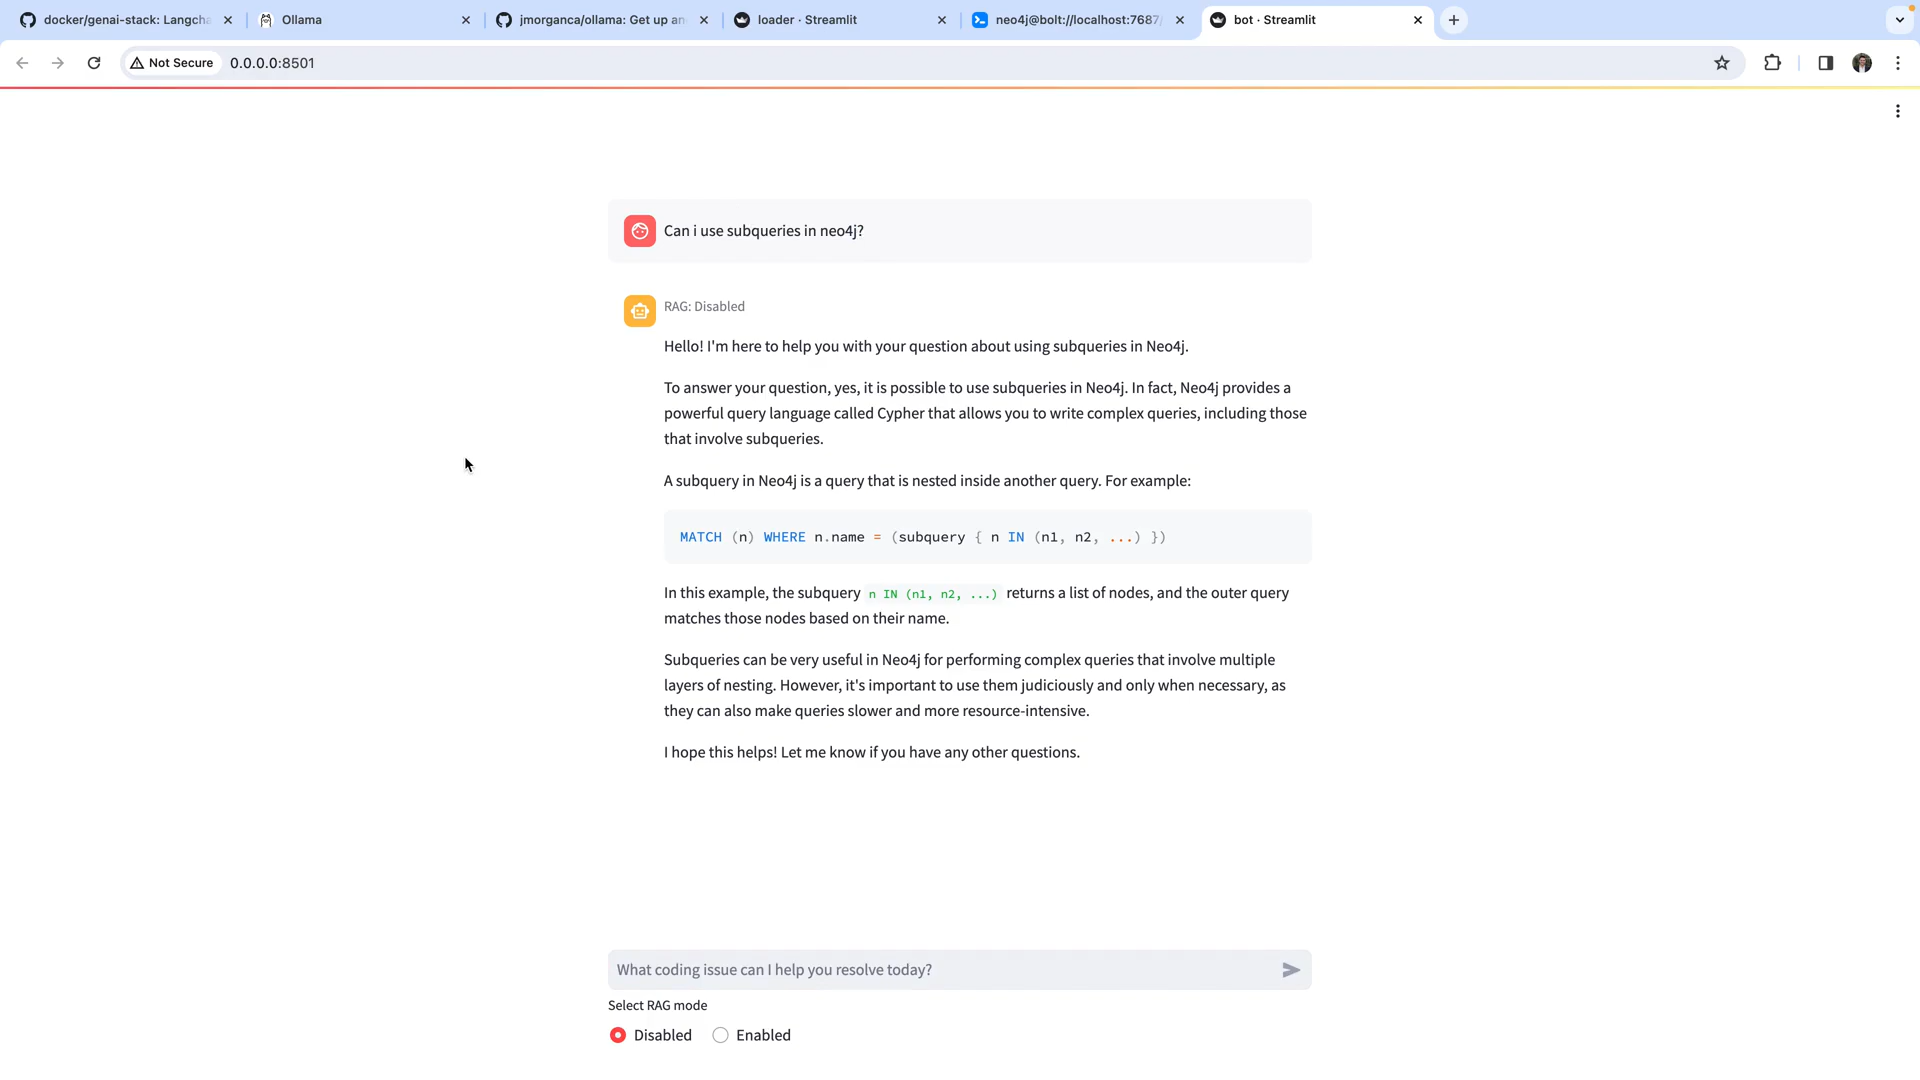 docker/genai-stack: Langcha
Ollama
jmorganca/ollama: Get up an
loader · Streamlit
neo4j@bolt://localhost:7687/
bot · Streamlit
Not Secure
0.0.0.0:8501
Can i use subqueries in neo4j?
RAG: Disabled
Hello! I'm here to help you with your question about using subqueries in Neo4j.
To answer your question, yes, it is possible to use subqueries in Neo4j. In fact, Neo4j provides a
powerful query language called Cypher that allows you to write complex queries, including those
that involve subqueries.
A subquery in Neo4j is a query that is nested inside another query. For example:
MATCH (n) WHERE n.name = (subquery { n IN (n1, n2, ...) })
In this example, the subquery n IN (n1, n2, ...) returns a list of nodes, and the outer query
matches those nodes based on their name.
Subqueries can be very useful in Neo4j for performing complex queries that involve multiple
layers of nesting. However, it's important to use them judiciously and only when necessary, as
they can also make queries slower and more resource-intensive.
I hope this helps! Let me know if you have any other questions.
What coding issue can I help you resolve today?
Select RAG mode
Disabled
Enabled